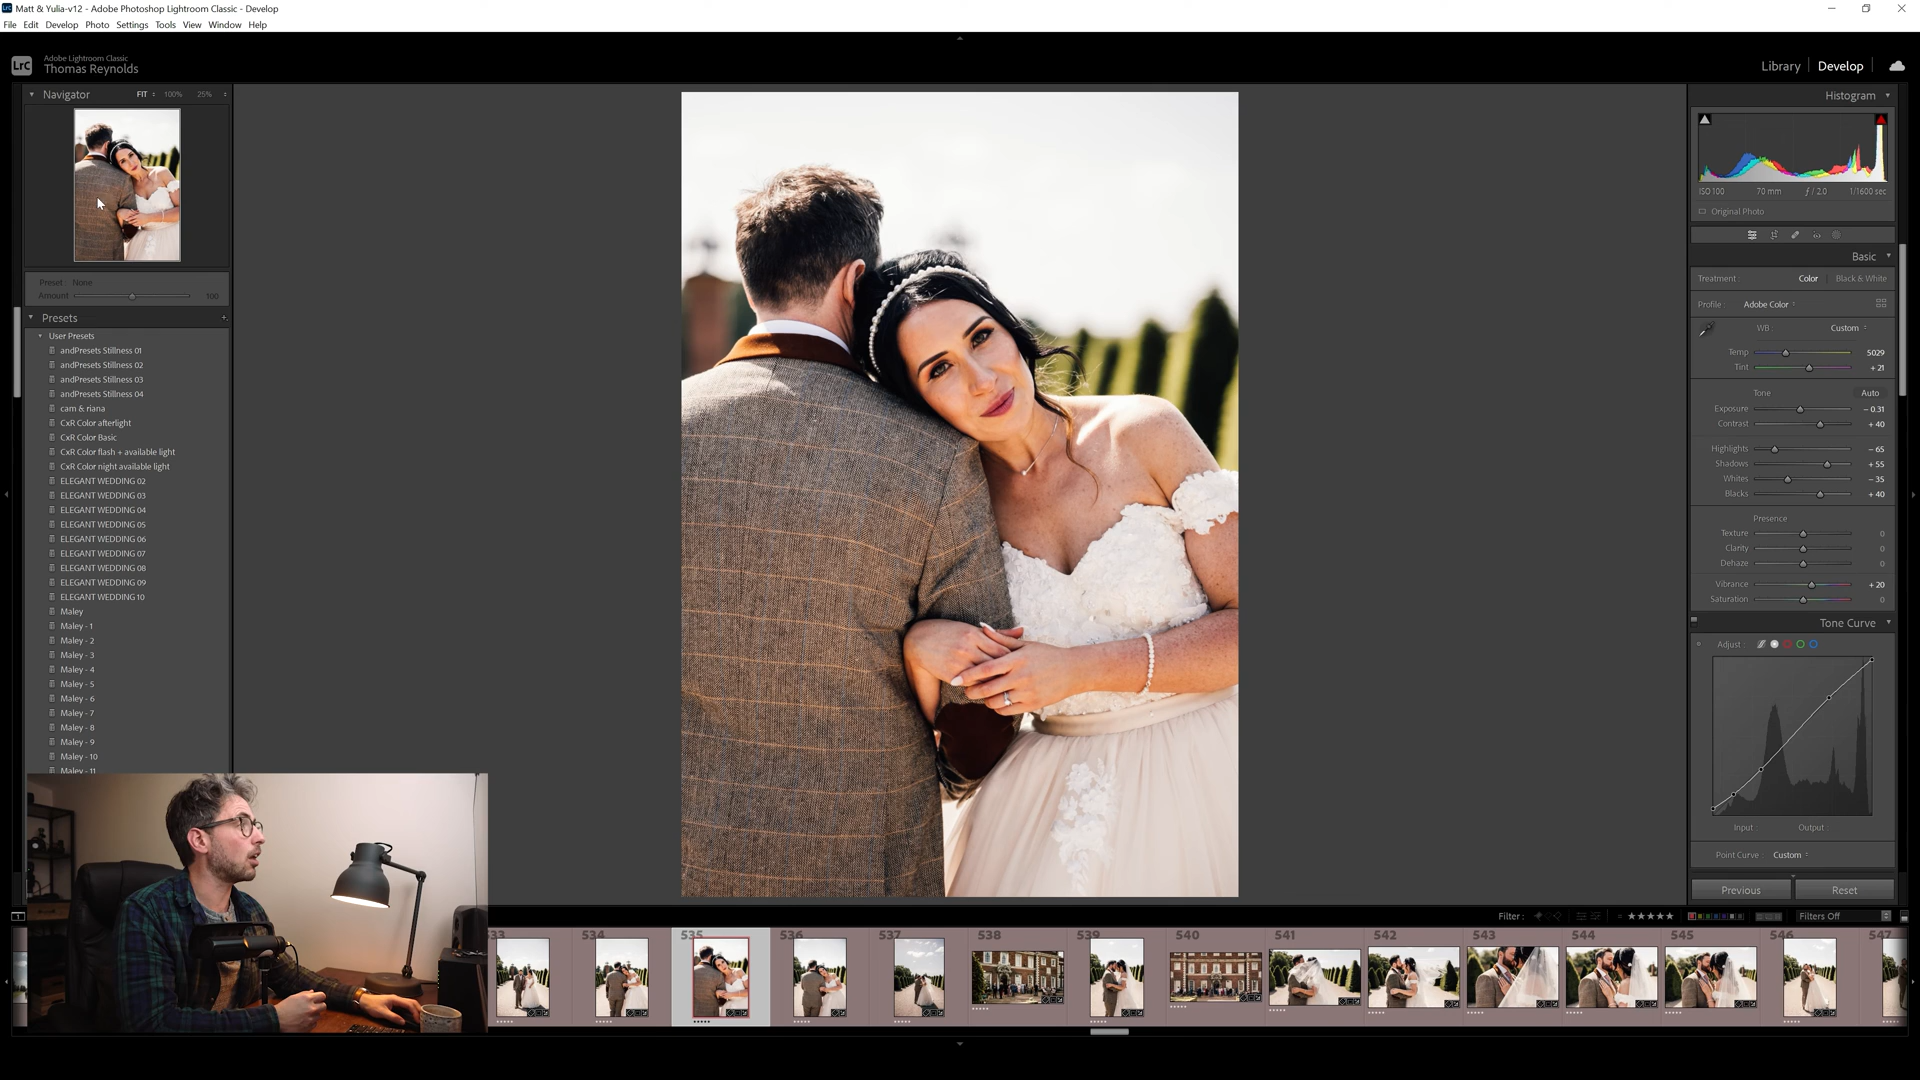 Matt & Yulia-v12 - Adobe Photoshop Lightroom Classic - Develop
File Edit Develop Photo Settings Tools View Window Help
LrC
Adobe Lightroom Classic
Thomas Reynolds
Library Develop
Navigator FIT 100% 25%
Preset : None
Amount 100
Presets +
User Presets
andPresets Stillness 01
andPresets Stillness 02
andPresets Stillness 03
andPresets Stillness 04
cam & riana
CxR Color afterlight
CxR Color Basic
CxR Color flash + available light
CxR Color night available light
ELEGANT WEDDING 02
ELEGANT WEDDING 03
ELEGANT WEDDING 04
ELEGANT WEDDING 05
ELEGANT WEDDING 06
ELEGANT WEDDING 07
ELEGANT WEDDING 08
ELEGANT WEDDING 09
ELEGANT WEDDING 10
Maley
Maley - 1
Maley - 2
Maley - 3
Maley - 4
Maley - 5
Maley - 6
Maley - 7
Maley - 8
Maley - 9
Maley - 10
Maley - 11
Histogram
ISO 100 70 mm ƒ / 2.0 1/1600 sec
Original Photo
Basic
Treatment : Color Black & White
Profile : Adobe Color
WB : Custom
Temp 5029
Tint + 21
Tone Auto
Exposure − 0.31
Contrast + 40
Highlights − 65
Shadows + 55
Whites − 35
Blacks + 40
Presence
Texture 0
Clarity 0
Dehaze 0
Vibrance + 20
Saturation 0
Tone Curve
Adjust :
Input : Output :
Point Curve : Custom
Previous Reset
1 Filter : Filters Off
33 534 535 536 537 538 539 540 541 542 543 544 545 546 547